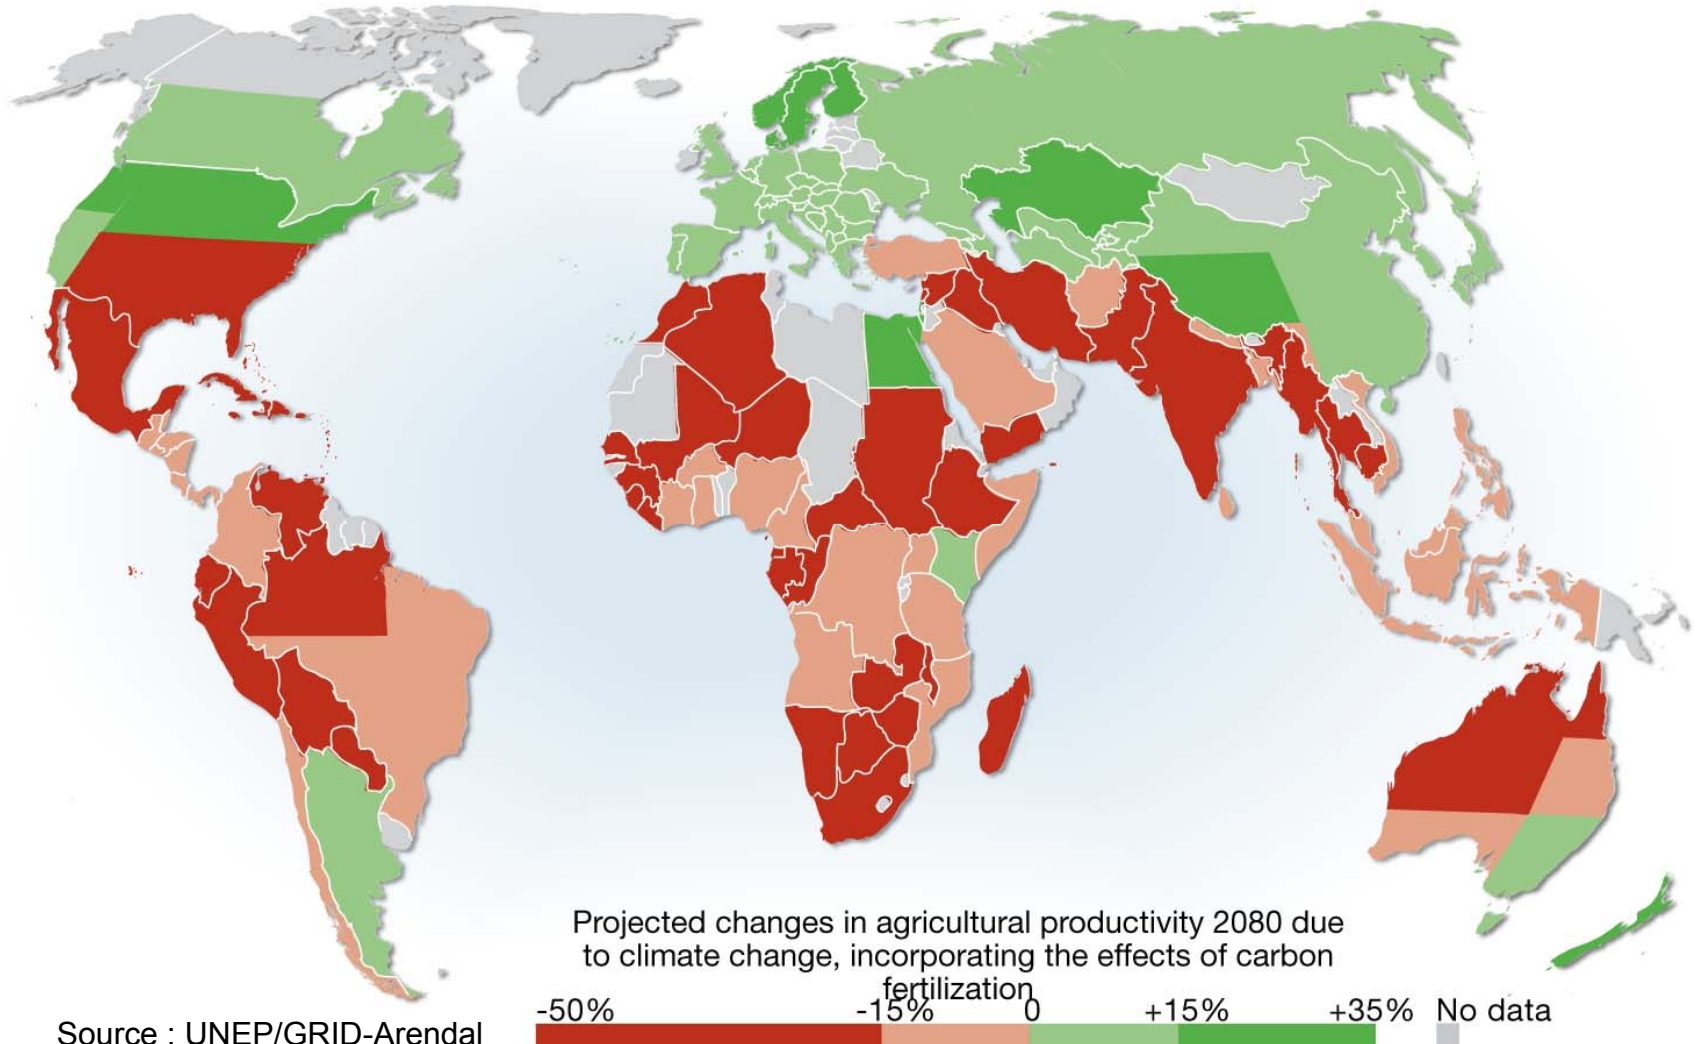 Projected changes in agricultural productivity 2080 due
to climate change, incorporating the effects of carbon
fertilization
-50% -15% 0 +15% +35% No data
Source : UNEP/GRID-Arendal